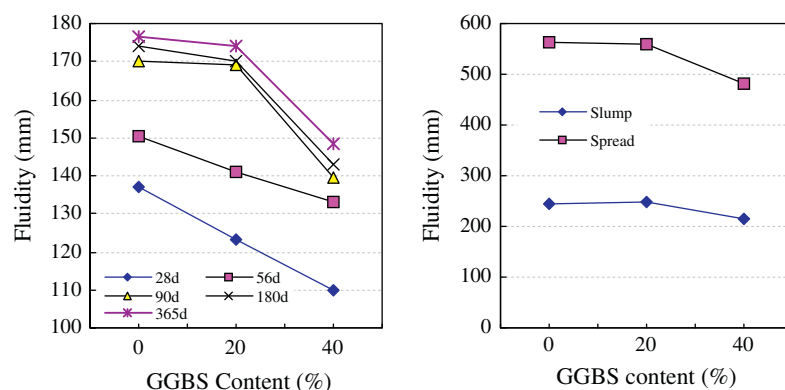 180
170
160
150
140
130
120
110
100
Fluidity (mm)
28d
56d
90d
180d
365d
0
20
40
GGBS Content (%)
600
500
400
300
200
100
0
Fluidity (mm)
Slump
Spread
0
20
40
GGBS content (%)